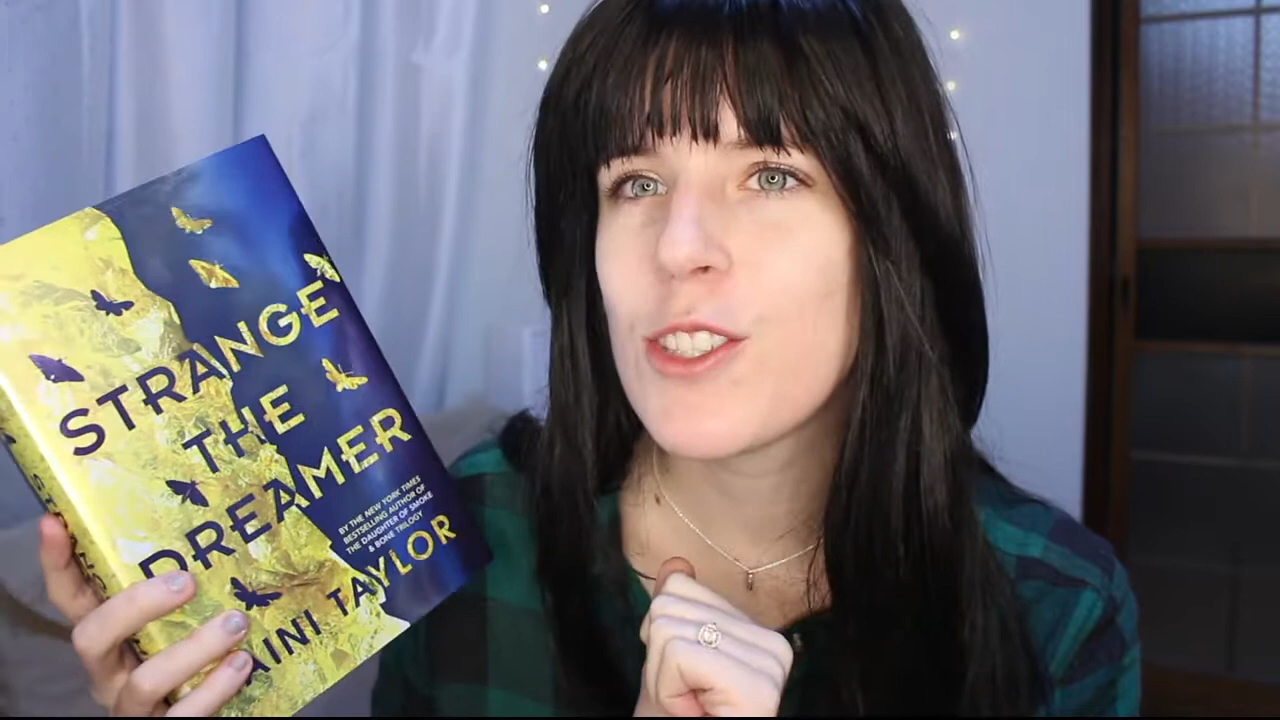 STRANGE
THE
DREAMER
BY THE NEW YORK TIMES
BESTSELLING AUTHOR OF
THE DAUGHTER OF SMOKE
& BONE TRILOGY
AINI TAYLOR